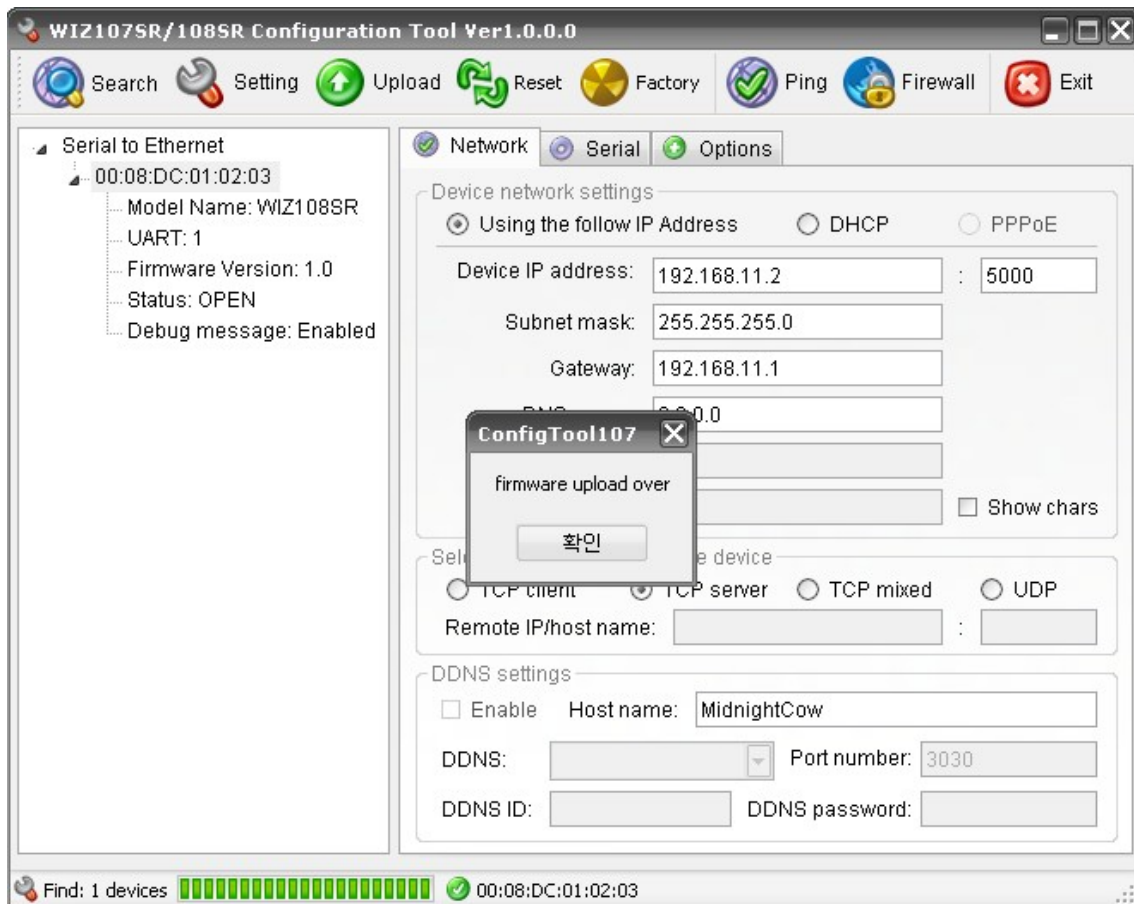 WIZ107SR/108SR Configuration Tool Ver1.0.0.0
Search Setting Upload Reset Factory Ping Firewall Exit
Serial to Ethernet
00:08:DC:01:02:03
Model Name: WIZ108SR
UART: 1
Firmware Version: 1.0
Status: OPEN
Debug message: Enabled
Network Serial Options
Device network settings
Using the follow IP Address DHCP PPPoE
Device IP address: 192.168.11.2 : 5000
Subnet mask: 255.255.255.0
Gateway: 192.168.11.1
ConfigTool107
firmware upload over
확인
Show chars
device
TCP client TCP server TCP mixed UDP
Remote IP/host name: :
DDNS settings
Enable Host name: MidnightCow
DDNS: Port number: 3030
DDNS ID: DDNS password:
Find: 1 devices 00:08:DC:01:02:03